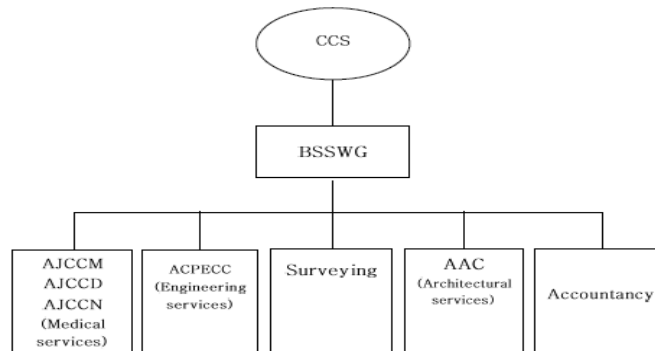 CCS
BSSWG
AJCCM
AJCCD
AJCCN
(Medical
services)
ACPECC
(Engineering
services)
Surveying
AAC
(Architectural
services)
Accountancy